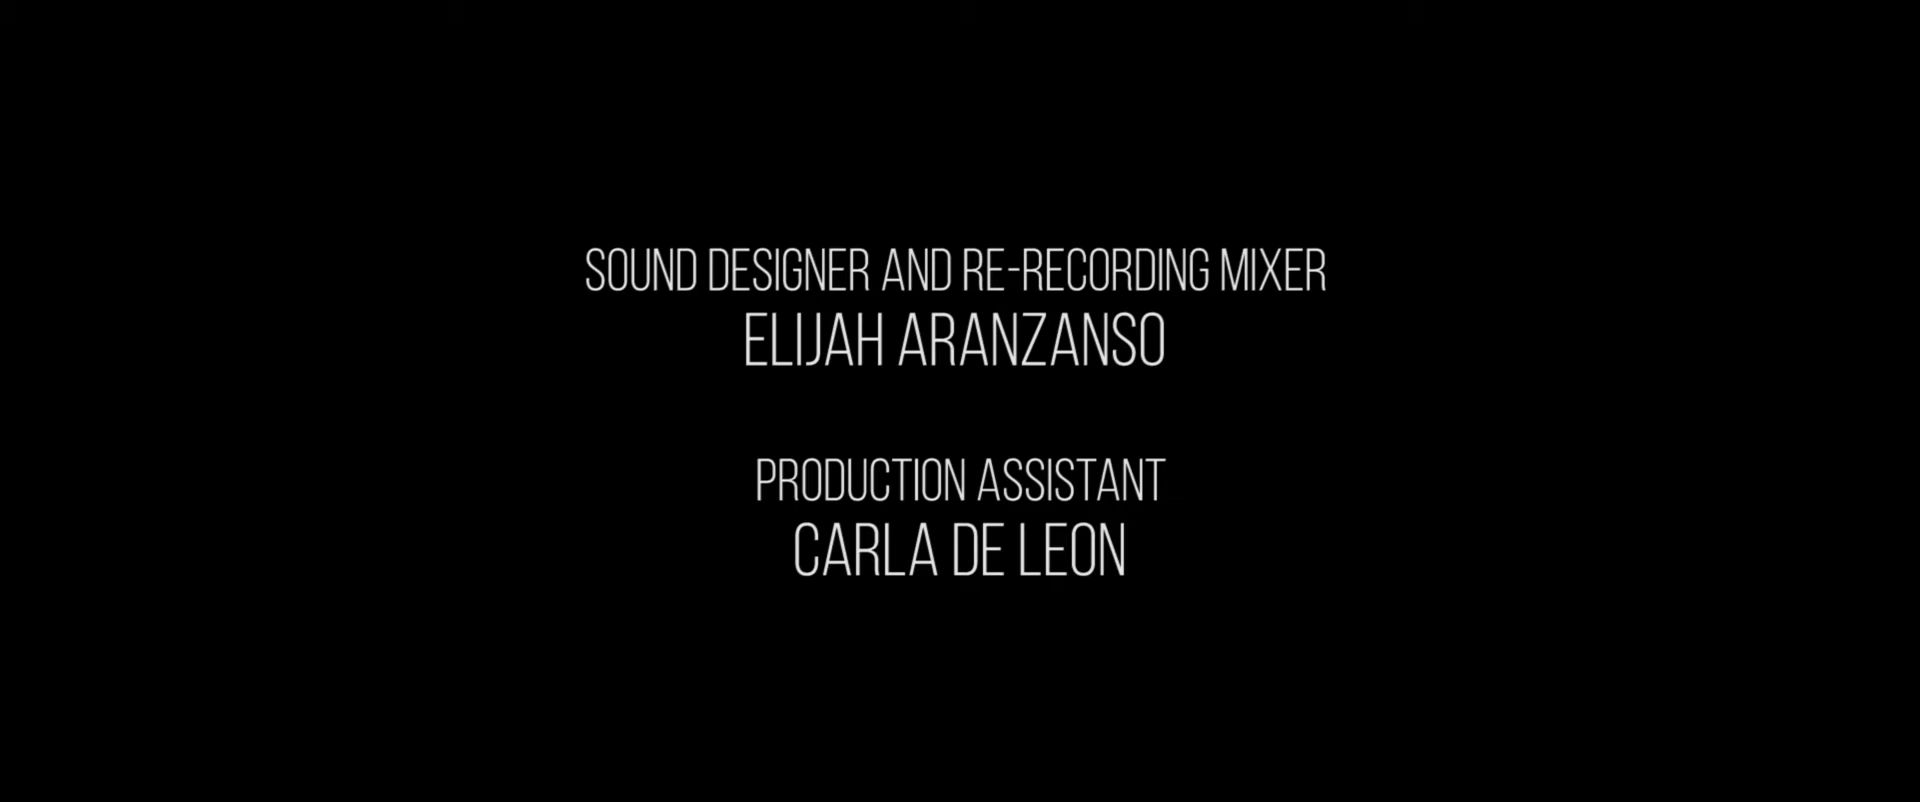 SOUND DESIGNER AND RE-RECORDING MIXER
ELIJAH ARANZANSO
PRODUCTION ASSISTANT
CARLA DE LEON